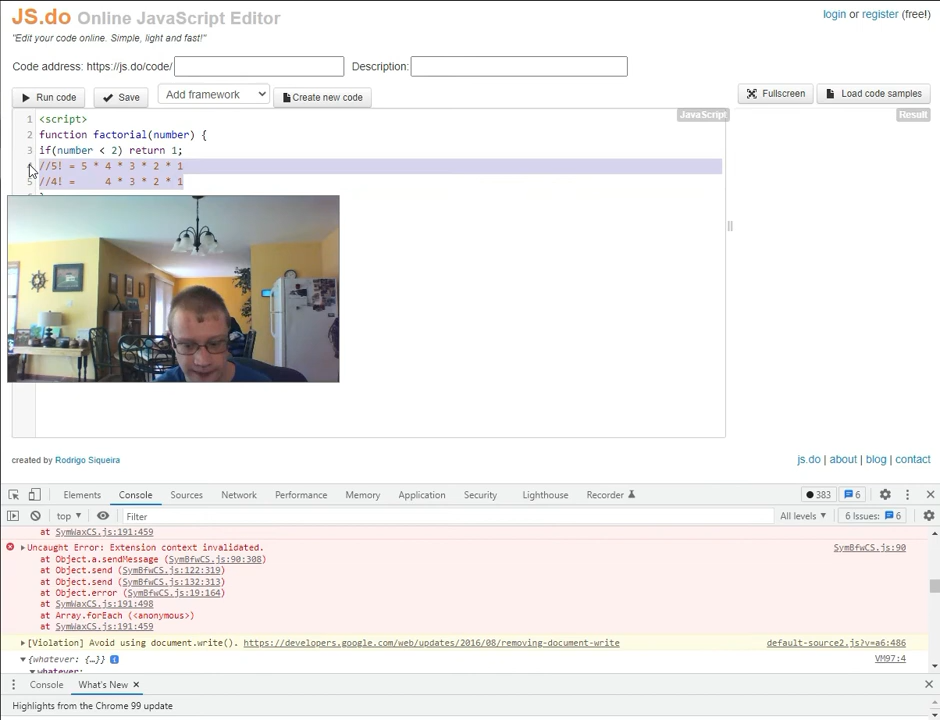 JS.do Online JavaScript Editor
login or register (free!)
"Edit your code online. Simple, light and fast!"
Code address: https://js.do/code/ Description:
Run code Save Add framework Create new code Fullscreen Load code samples
JavaScript Result
1 <script>
2 function factorial(number) {
3 if(number < 2) return 1;
//5! = 5 * 4 * 3 * 2 * 1
5 //4! = 4 * 3 * 2 * 1
created by Rodrigo Siqueira
js.do | about | blog | contact
Elements Console Sources Network Performance Memory Application Security Lighthouse Recorder 383 6
top Filter All levels 6 Issues: 6
at SymWaxCS.js:191:459
Uncaught Error: Extension context invalidated. SymBfwCS.js:90
at Object.a.sendMessage (SymBfwCS.js:90:308)
at Object.send (SymBfwCS.js:122:319)
at Object.send (SymBfwCS.js:132:313)
at Object.error (SymBfwCS.js:19:164)
at SymWaxCS.js:191:498
at Array.forEach (<anonymous>)
at SymWaxCS.js:191:459
[Violation] Avoid using document.write(). https://developers.google.com/web/updates/2016/08/removing-document-write default-source2.js?v=a6:486
{whatever: {…}} VM97:4
whatever:
Console What's New
Highlights from the Chrome 99 update